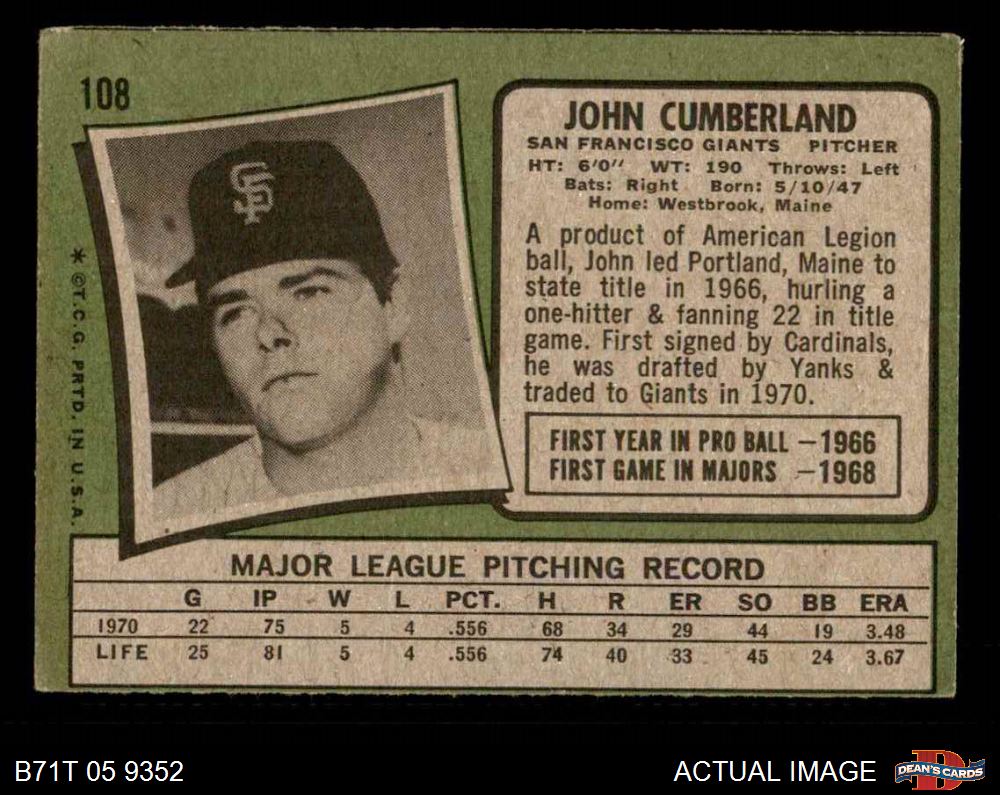 108
JOHN CUMBERLAND
SAN FRANCISCO GIANTS PITCHER
HT: 6'0" WT: 190 Throws: Left
Bats: Right Born: 5/10/47
Home: Westbrook, Maine
A product of American Legion
ball, John led Portland, Maine to
state title in 1966, hurling a
one-hitter & fanning 22 in title
game. First signed by Cardinals,
he was drafted by Yanks &
traded to Giants in 1970.
FIRST YEAR IN PRO BALL —1966
FIRST GAME IN MAJORS —1968
SF
* ©T.C.G. PRTD. IN U.S.A.
MAJOR LEAGUE PITCHING RECORD
G IP W L PCT. H R ER SO BB ERA
1970 22 75 5 4 .556 68 34 29 44 19 3.48
LIFE 25 81 5 4 .556 74 40 33 45 24 3.67
B71T 05 9352
ACTUAL IMAGE
D
DEAN'S CARDS